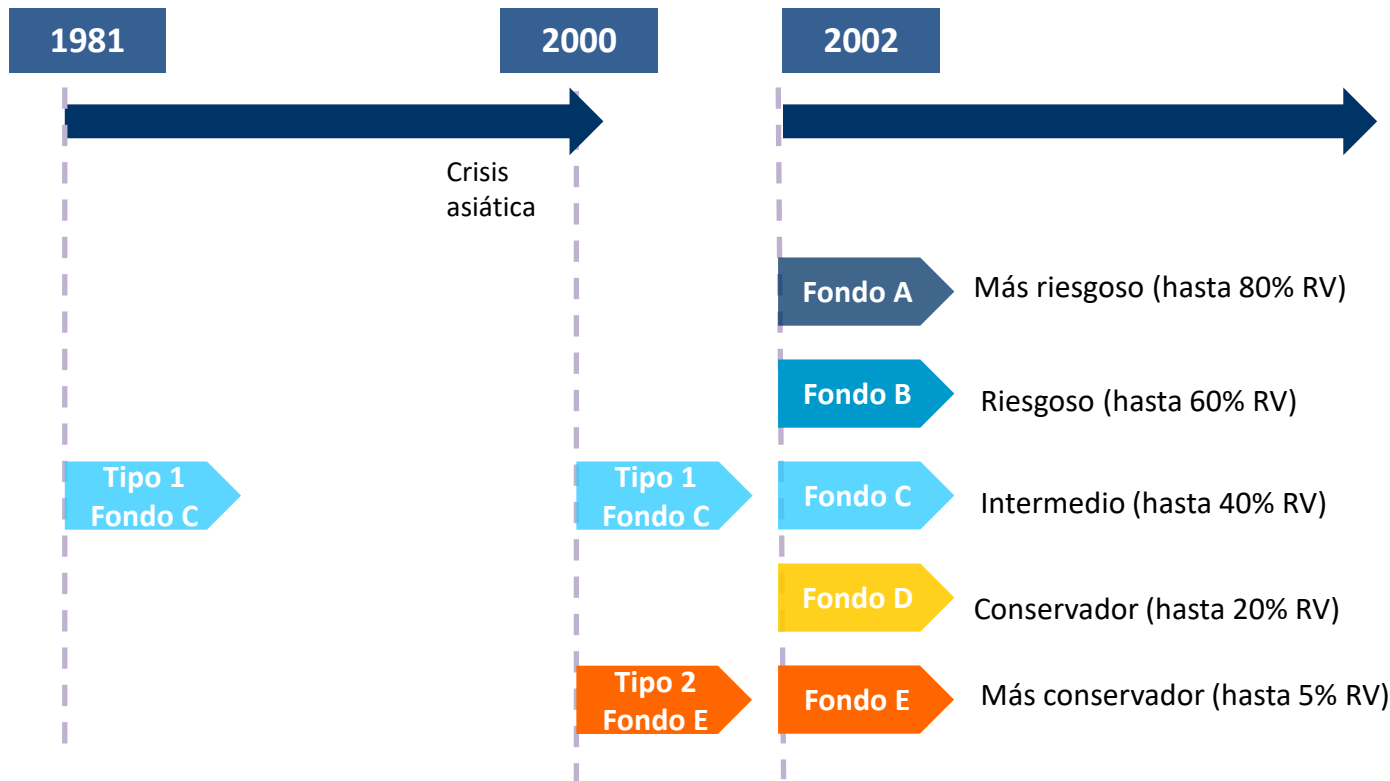 1981
2000
2002
Crisis
asiática
Fondo A
Más riesgoso (hasta 80% RV)
Fondo B
Riesgoso (hasta 60% RV)
Tipo 1
Fondo C
Tipo 1
Fondo C
Fondo C
Intermedio (hasta 40% RV)
Fondo D
Conservador (hasta 20% RV)
Tipo 2
Fondo E
Fondo E
Más conservador (hasta 5% RV)